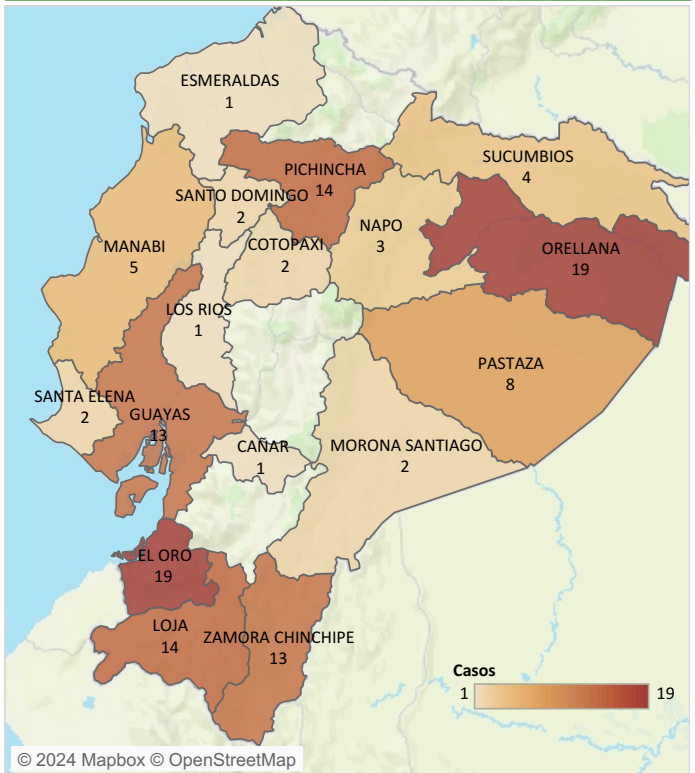 ESMERALDAS
1
SUCUMBIOS
4
PICHINCHA
14
SANTO DOMINGO
2
NAPO
3
COTOPAXI
2
MANABI
5
ORELLANA
19
LOS RIOS
1
PASTAZA
8
SANTA ELENA
2
GUAYAS
13
CAÑAR
1
MORONA SANTIAGO
2
EL ORO
19
LOJA
14
ZAMORA CHINCHIPE
13
Casos
1 19
© 2024 Mapbox © OpenStreetMap